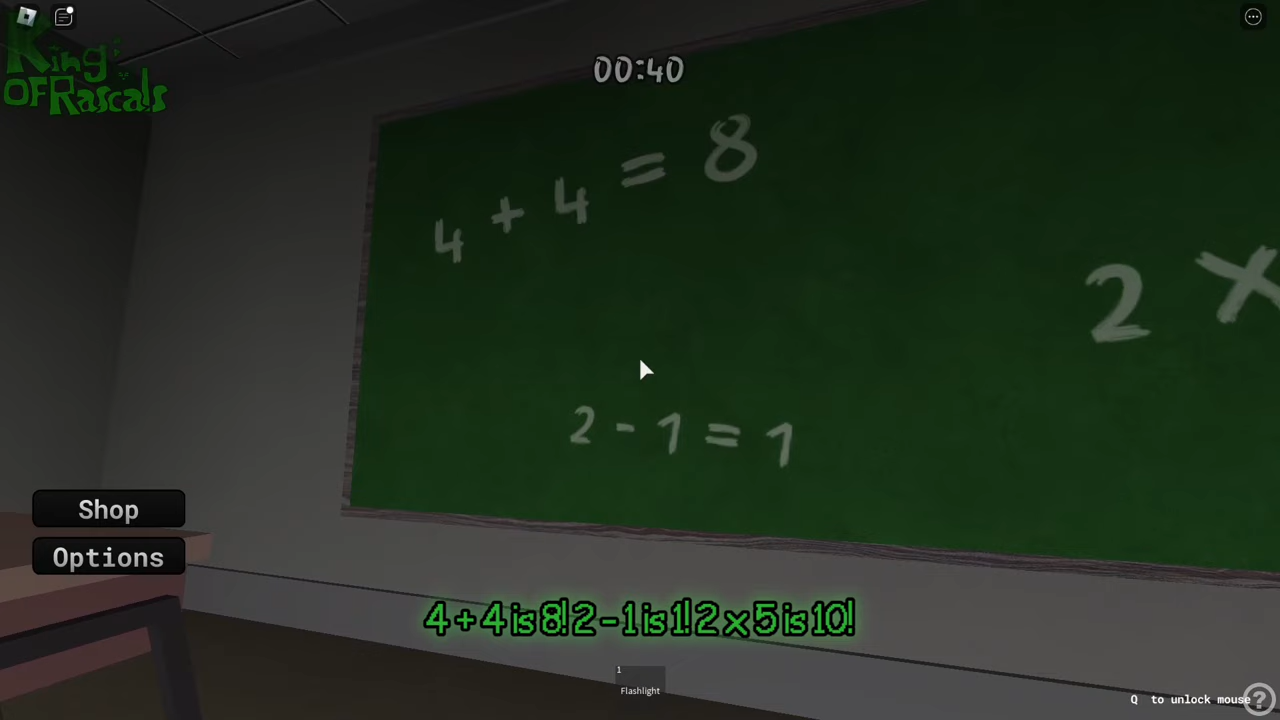 King
OF Rascals
00:40
4 + 4 = 8
2 ×
2 - 1 = 1
Shop
Options
4 + 4 is 8! 2 - 1 is 1! 2 x 5 is 10!
1
Flashlight
Q to unlock mouse
?